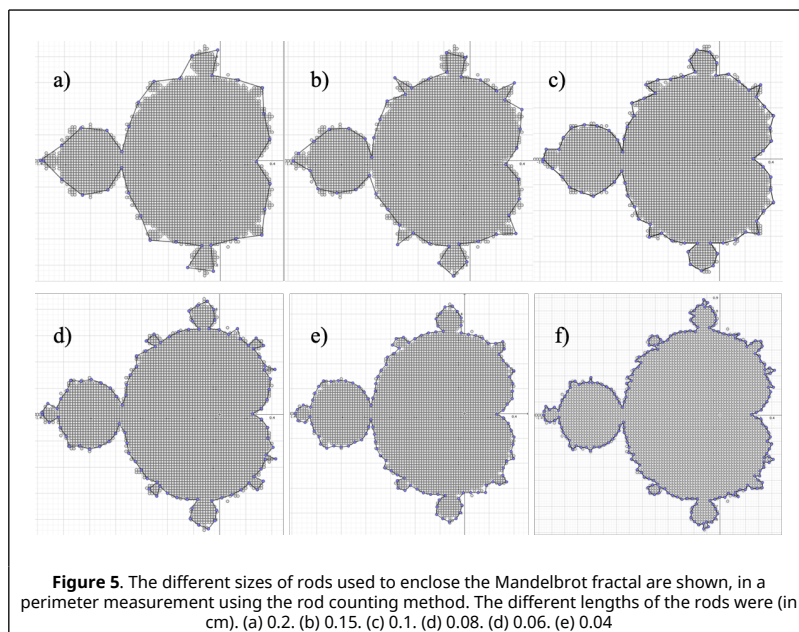 a)
b)
c)
d)
e)
f)
Figure 5. The different sizes of rods used to enclose the Mandelbrot fractal are shown, in a
perimeter measurement using the rod counting method. The different lengths of the rods were (in
cm). (a) 0.2. (b) 0.15. (c) 0.1. (d) 0.08. (d) 0.06. (e) 0.04